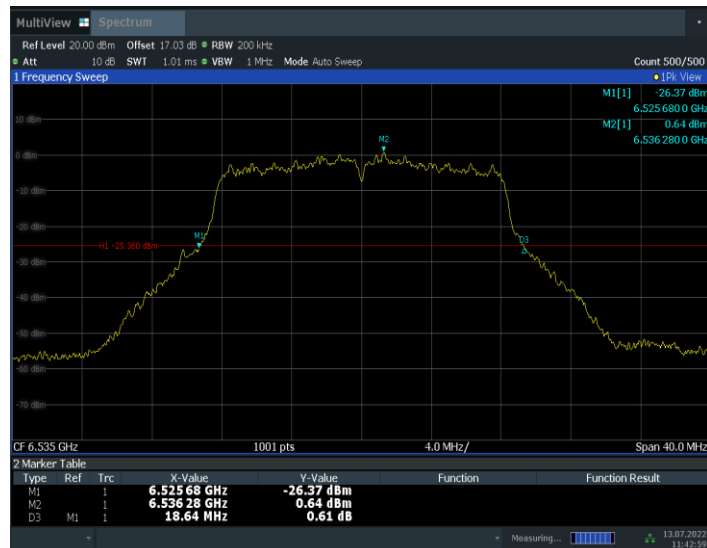 MultiView Spectrum
Ref Level 20.00 dBm Offset 17.03 dB RBW 200 kHz
Att 10 dB SWT 1.01 ms VBW 1 MHz Mode Auto Sweep Count 500/500
1 Frequency Sweep 1Pk View
M1[1] -26.37 dBm
6.525 680 0 GHz
10 dBm M2[1] 0.64 dBm
6.536 280 0 GHz
M2
0 dBm
-10 dBm
-20 dBm
M1 D3
H1 -25.360 dBm
-30 dBm
-40 dBm
-50 dBm
-60 dBm
-70 dBm
CF 6.535 GHz 1001 pts 4.0 MHz/ Span 40.0 MHz
2 Marker Table
Type Ref Trc X-Value Y-Value Function Function Result
M1 1 6.525 68 GHz -26.37 dBm
M2 1 6.536 28 GHz 0.64 dBm
D3 M1 1 18.64 MHz 0.61 dB
Measuring... 13.07.2022
11:42:59